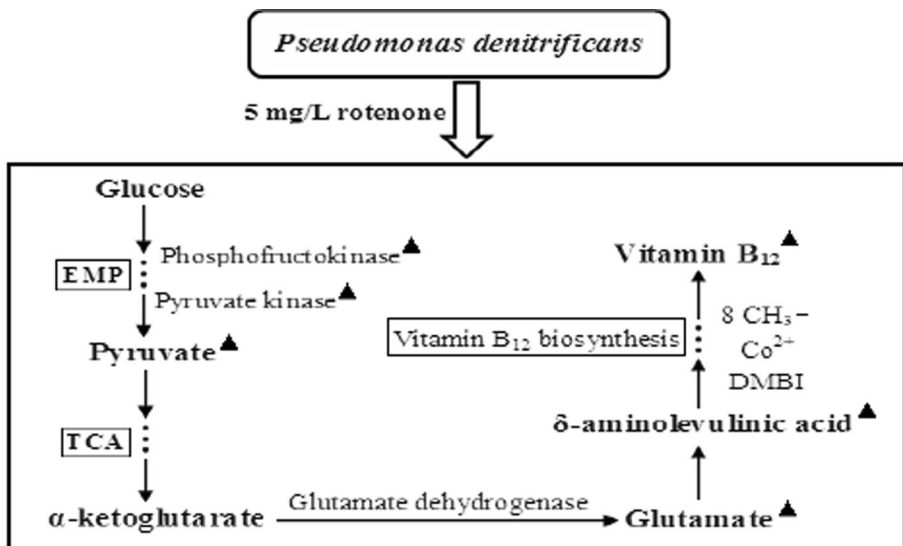 Pseudomonas denitrificans
5 mg/L rotenone
Glucose
Phosphofructokinase▲
EMP
Pyruvate kinase▲
Pyruvate▲
TCA
α-ketoglutarate
Glutamate dehydrogenase
Glutamate▲
δ-aminolevulinic acid▲
Vitamin B₁₂ biosynthesis
8 CH₃−
Co²⁺
DMBI
Vitamin B₁₂▲